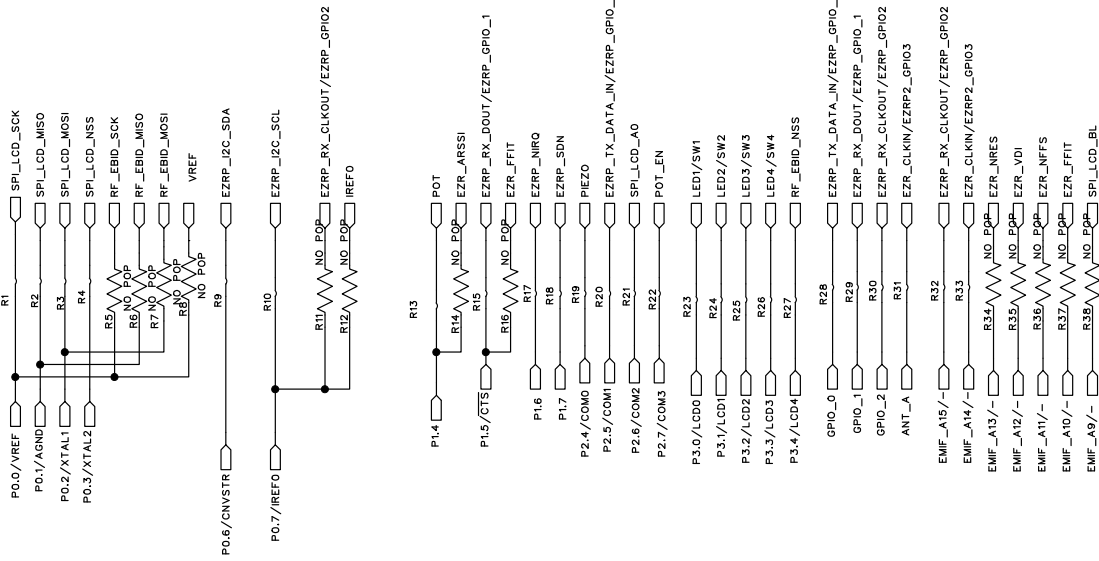 SPI_LCD_SCK
SPI_LCD_MISO
SPI_LCD_MOSI
SPI_LCD_NSS
RF_EBID_SCK
RF_EBID_MISO
RF_EBID_MOSI
VREF
EZRP_I2C_SDA
EZRP_I2C_SCL
EZRP_RX_CLKOUT/EZRP_GPIO2
IREF0
POT
EZR_ARSSI
EZRP_RX_DOUT/EZRP_GPIO_1
EZR_FFIT
EZRP_NIRQ
EZRP_SDN
PIEZO
EZRP_TX_DATA_IN/EZRP_GPIO_
SPI_LCD_A0
POT_EN
LED1/SW1
LED2/SW2
LED3/SW3
LED4/SW4
RF_EBID_NSS
EZRP_TX_DATA_IN/EZRP_GPIO_
EZRP_RX_DOUT/EZRP_GPIO_1
EZRP_RX_CLKOUT/EZRP_GPIO2
EZR_CLKIN/EZRP2_GPIO3
EZRP_RX_CLKOUT/EZRP_GPIO2
EZR_CLKIN/EZRP2_GPIO3
EZR_NRES
EZR_VDI
EZR_NFFS
EZR_FFIT
SPI_LCD_BL
R1
R2
R3
R4
R5
NO POP
R6
NO POP
R7
NO POP
R8
NO POP
R9
R10
R11
NO POP
R12
NO POP
R13
R14
NO POP
R15
R16
NO POP
R17
R18
R19
R20
R21
R22
R23
R24
R25
R26
R27
R28
R29
R30
R31
R32
R33
R34
NO POP
R35
NO POP
R36
NO POP
R37
NO POP
R38
NO POP
P0.0/VREF
P0.1/AGND
P0.2/XTAL1
P0.3/XTAL2
P0.6/CNVSTR
P0.7/IREF0
P1.4
P1.5/CTS
P1.6
P1.7
P2.4/COM0
P2.5/COM1
P2.6/COM2
P2.7/COM3
P3.0/LCD0
P3.1/LCD1
P3.2/LCD2
P3.3/LCD3
P3.4/LCD4
GPIO_0
GPIO_1
GPIO_2
ANT_A
EMIF_A15/-
EMIF_A14/-
EMIF_A13/-
EMIF_A12/-
EMIF_A11/-
EMIF_A10/-
EMIF_A9/-